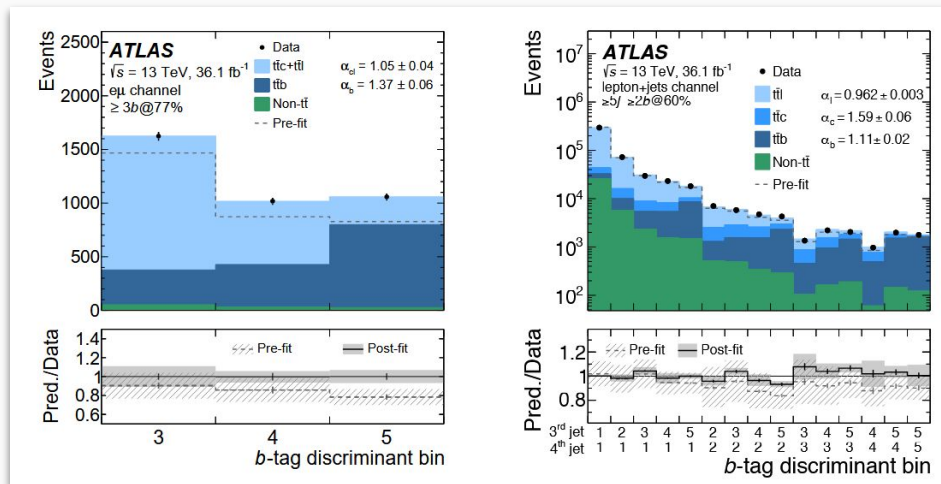 Events
2500
2000
1500
1000
500
0
ATLAS
√s = 13 TeV, 36.1 fb⁻¹
eμ channel
≥ 3b@77%
Data
tt̄c+tt̄l
tt̄b
Non-tt̄
Pre-fit
α_cl = 1.05 ± 0.04
α_b = 1.37 ± 0.06
Pred./Data
1.4
1.2
1
0.8
0.6
Pre-fit
Post-fit
3 4 5
b-tag discriminant bin
Events
10⁷
10⁶
10⁵
10⁴
10³
10²
ATLAS
√s = 13 TeV, 36.1 fb⁻¹
lepton+jets channel
≥5j ≥2b@60%
Data
tt̄l
tt̄c
tt̄b
Non-tt̄
Pre-fit
α_l = 0.962 ± 0.003
α_c = 1.59 ± 0.06
α_b = 1.11± 0.02
Pred./Data
1.2
1
0.8
Pre-fit
Post-fit
3rd jet 1 2 3 4 5 2 3 4 5 3 4 5 4 5 5
4th jet 1 1 1 1 1 2 2 2 2 3 3 3 4 4 5
b-tag discriminant bin